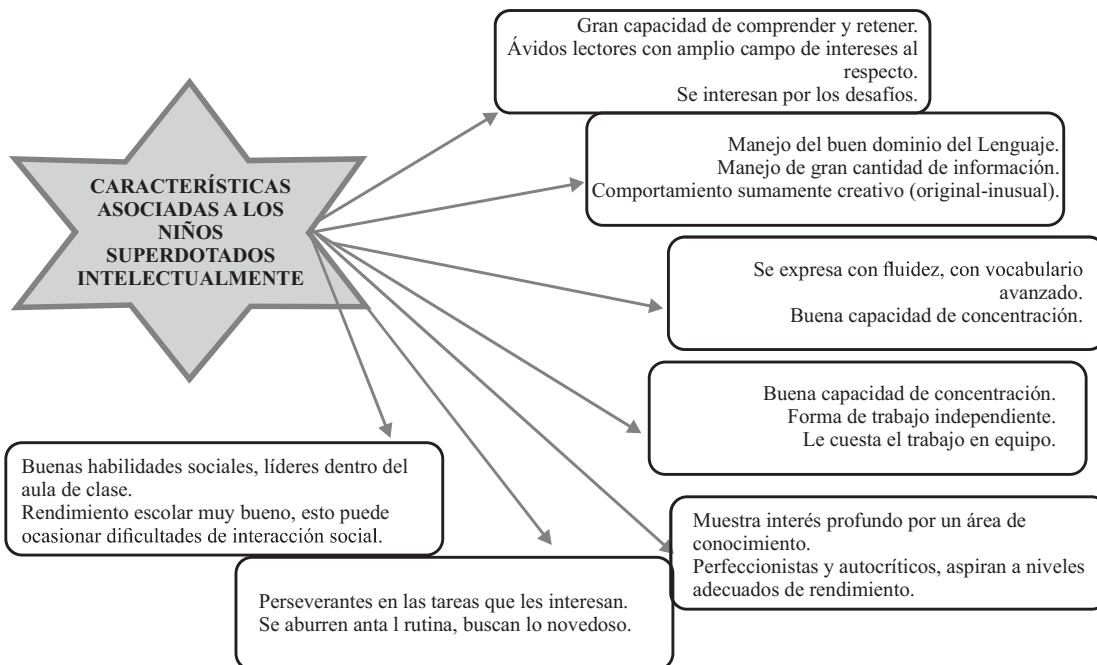 CARACTERÍSTICAS
ASOCIADAS A LOS
NIÑOS
SUPERDOTADOS
INTELECTUALMENTE
Gran capacidad de comprender y retener.
Ávidos lectores con amplio campo de intereses al
respecto.
Se interesan por los desafíos.
Manejo del buen dominio del Lenguaje.
Manejo de gran cantidad de información.
Comportamiento sumamente creativo (original-inusual).
Se expresa con fluidez, con vocabulario
avanzado.
Buena capacidad de concentración.
Buena capacidad de concentración.
Forma de trabajo independiente.
Le cuesta el trabajo en equipo.
Muestra interés profundo por un área de
conocimiento.
Perfeccionistas y autocríticos, aspiran a niveles
adecuados de rendimiento.
Perseverantes en las tareas que les interesan.
Se aburren anta l rutina, buscan lo novedoso.
Buenas habilidades sociales, líderes dentro del
aula de clase.
Rendimiento escolar muy bueno, esto puede
ocasionar dificultades de interacción social.